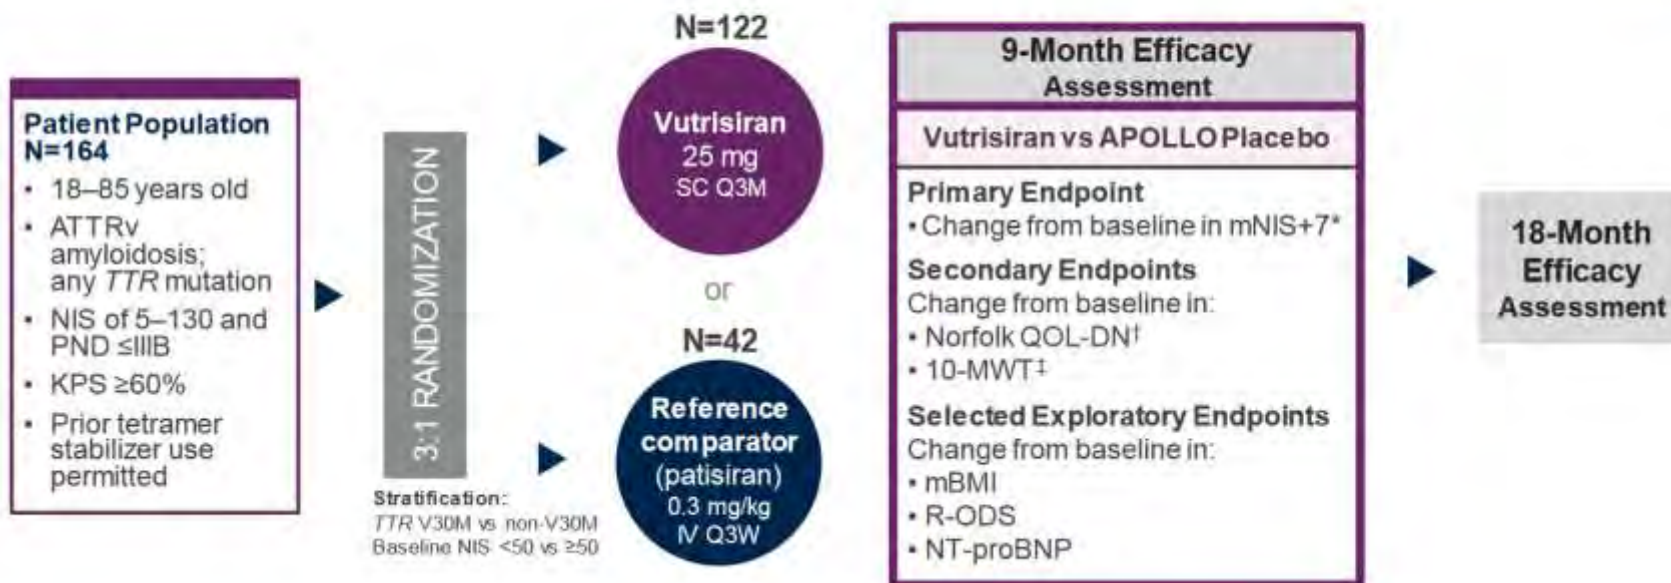 Patient Population
N=164
• 18–85 years old
• ATTRv
amyloidosis;
any TTR mutation
• NIS of 5–130 and
PND ≤IIIB
• KPS ≥60%
• Prior tetramer
stabilizer use
permitted
3:1 RANDOMIZATION
Stratification:
TTR V30M vs non-V30M
Baseline NIS <50 vs ≥50
N=122
Vutrisiran
25 mg
SC Q3M
or
N=42
Reference
comparator
(patisiran)
0.3 mg/kg
IV Q3W
9-Month Efficacy
Assessment
Vutrisiran vs APOLLO Placebo
Primary Endpoint
• Change from baseline in mNIS+7*
Secondary Endpoints
Change from baseline in:
• Norfolk QOL-DN†
• 10-MWT‡
Selected Exploratory Endpoints
Change from baseline in:
• mBMI
• R-ODS
• NT-proBNP
18-Month
Efficacy
Assessment